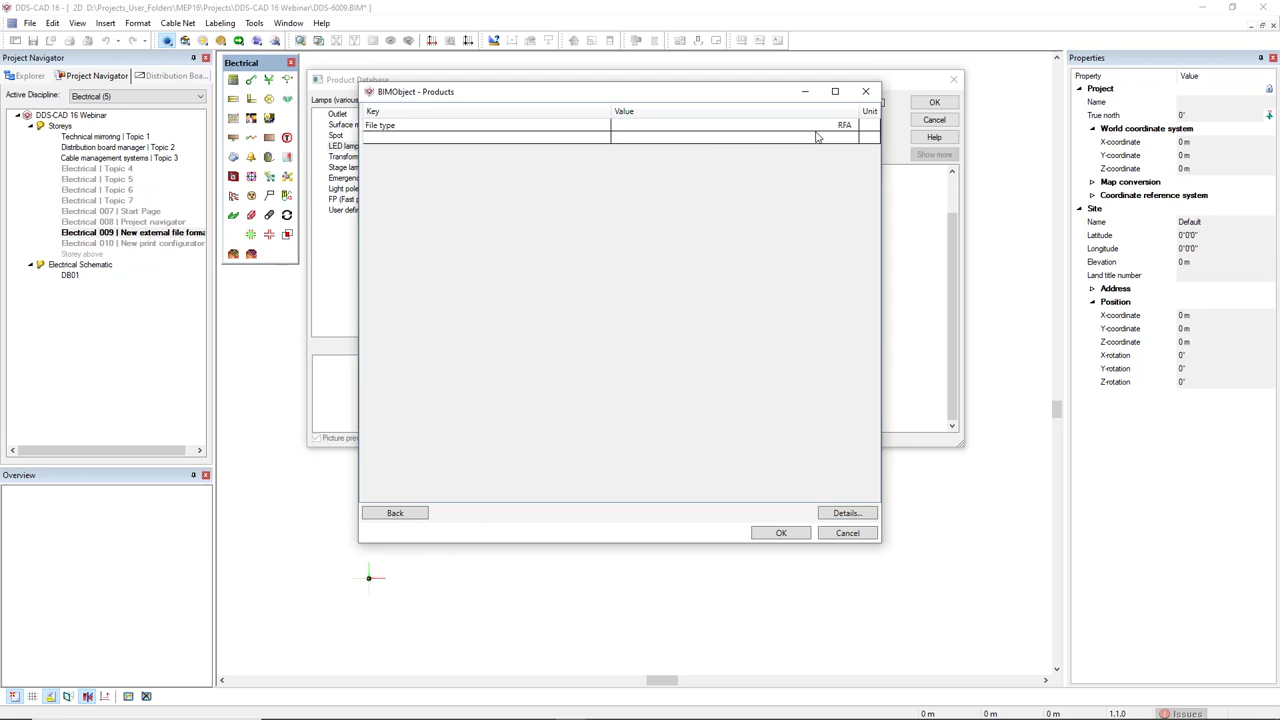 DDS-CAD 16 - [ 2D D:\Projects_User_Folders\MEP16\Projects\DDS-CAD 16 Webinar\DDS-6009.BIM* ]
File Edit View Insert Format Cable Net Labeling Tools Window Help
Project Navigator
Explorer Project Navigator Distribution Boa...
Active Discipline: Electrical (5)
DDS-CAD 16 Webinar
Storeys
Technical mirroring | Topic 1
Distribution board manager | Topic 2
Cable management systems | Topic 3
Electrical | Topic 4
Electrical | Topic 5
Electrical | Topic 6
Electrical | Topic 7
Electrical 007 | Start Page
Electrical 008 | Project navigator
Electrical 009 | New external file forma
Electrical 010 | New print configurator
Storey above
Electrical Schematic
DB01
Overview
Electrical
Product Database
Lamps (various
Outlet
Surface m
Spot
LED lamp
Transform
Stage lam
Emergenc
Light pole
FP (Fast p
User defin
Picture prev
OK
Cancel
Help
Show more
BIMObject - Products
Key Value Unit
File type RFA
Back Details...
OK Cancel
Properties
Property Value
Project
Name
True north 0°
World coordinate system
X-coordinate 0 m
Y-coordinate 0 m
Z-coordinate 0 m
Map conversion
Coordinate reference system
Site
Name Default
Latitude 0°0'0"
Longitude 0°0'0"
Elevation 0 m
Land title number
Address
Position
X-coordinate 0 m
Y-coordinate 0 m
Z-coordinate 0 m
X-rotation 0°
Y-rotation 0°
Z-rotation 0°
0 m 0 m 0 m 1.1.0 Issues